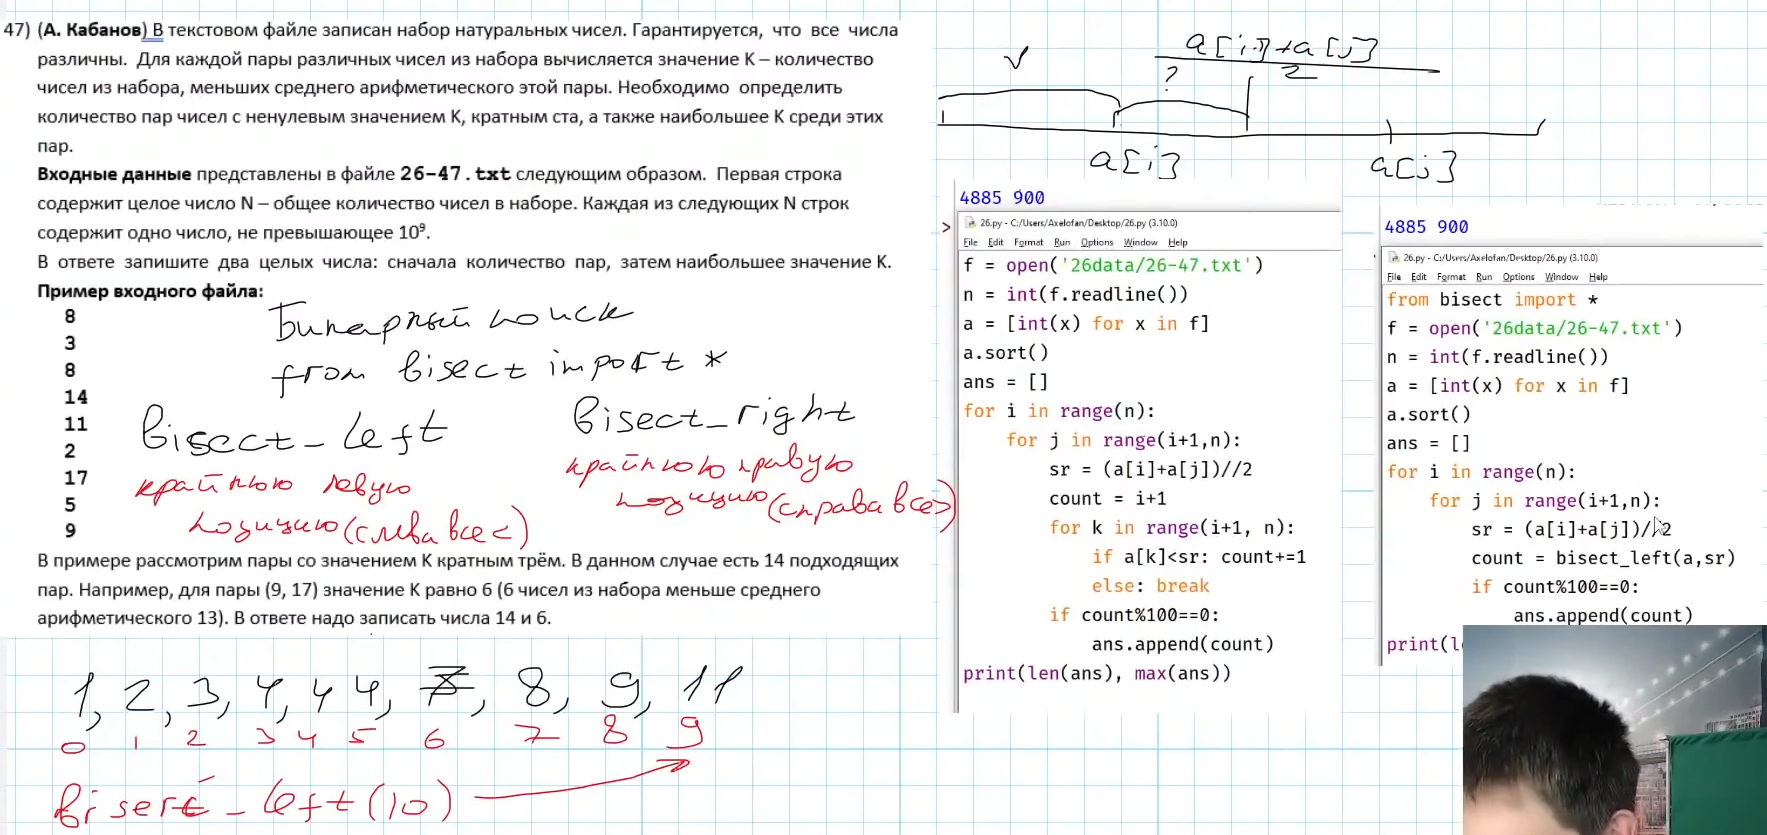 47) (А. Кабанов) В текстовом файле записан набор натуральных чисел. Гарантируется, что все числа
различны. Для каждой пары различных чисел из набора вычисляется значение K – количество
чисел из набора, меньших среднего арифметического этой пары. Необходимо определить
количество пар чисел с ненулевым значением K, кратным ста, а также наибольшее K среди этих
пар.
Входные данные представлены в файле 26-47.txt следующим образом. Первая строка
содержит целое число N – общее количество чисел в наборе. Каждая из следующих N строк
содержит одно число, не превышающее 10⁹.
В ответе запишите два целых числа: сначала количество пар, затем наибольшее значение K.
Пример входного файла:
8
3
8
14
11
2
17
5
9
Бинарный поиск
from bisect import *
bisect_left
крайнюю левую
позицию (слева все <)
bisect_right
крайнюю правую
позицию (справа все >)
В примере рассмотрим пары со значением K кратным трём. В данном случае есть 14 подходящих
пар. Например, для пары (9, 17) значение K равно 6 (6 чисел из набора меньше среднего
арифметического 13). В ответе надо записать числа 14 и 6.
1, 2, 3, 4, 4 4, 7, 8, 9, 11
0 1 2 3 4 5 6 7 8 9
bisect_left(10)
a[i]+a[j]
2
?
a[i]
a[j]
4885 900
>
26.py - C:/Users/Axelofan/Desktop/26.py (3.10.0)
File Edit Format Run Options Window Help
f = open('26data/26-47.txt')
n = int(f.readline())
a = [int(x) for x in f]
a.sort()
ans = []
for i in range(n):
for j in range(i+1,n):
sr = (a[i]+a[j])//2
count = i+1
for k in range(i+1, n):
if a[k]<sr: count+=1
else: break
if count%100==0:
ans.append(count)
print(len(ans), max(ans))
4885 900
26.py - C:/Users/Axelofan/Desktop/26.py (3.10.0)
File Edit Format Run Options Window Help
from bisect import *
f = open('26data/26-47.txt')
n = int(f.readline())
a = [int(x) for x in f]
a.sort()
ans = []
for i in range(n):
for j in range(i+1,n):
sr = (a[i]+a[j])//2
count = bisect_left(a,sr)
if count%100==0:
ans.append(count)
print(l